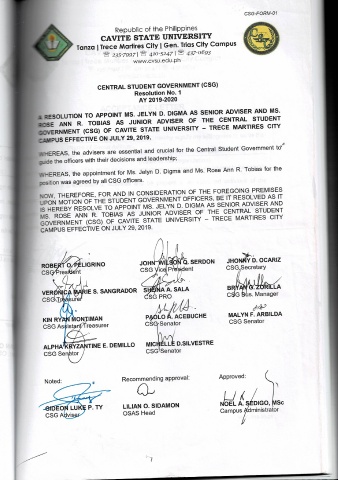 CSG-FORM-01
Republic of the Philippines
CAVITE STATE UNIVERSITY
Tanza | Trece Martires City | Gen. Trias City Campus
www.cvsu.edu.ph
CENTRAL STUDENT GOVERNMENT (CSG)
Resolution No. 1
AY 2019-2020
A RESOLUTION TO APPOINT MS. JELYN D. DIGMA AS SENIOR ADVISER AND MS.
ROSE ANN R. TOBIAS AS JUNIOR ADVISER OF THE CENTRAL STUDENT
GOVERNMENT (CSG) OF CAVITE STATE UNIVERSITY – TRECE MARTIRES CITY
CAMPUS EFFECTIVE ON JULY 29, 2019.
WHEREAS, the advisers are essential and crucial for the Central Student Government to
guide the officers with their decisions and leadership;
WHEREAS, the appointment for Ms. Jelyn D. Digma and Ms. Rose Ann R. Tobias for the
position was agreed by all CSG officers.
NOW, THEREFORE, FOR AND IN CONSIDERATION OF THE FOREGOING PREMISES
UPON MOTION OF THE STUDENT GOVERNMENT OFFICERS, BE IT RESOLVED AS IT
IS HEREBY RESOLVE TO APPOINT MS. JELYN D. DIGMA AS SENIOR ADVISER AND
MS. ROSE ANN R. TOBIAS AS JUNIOR ADVISER OF THE CENTRAL STUDENT
GOVERNMENT (CSG) OF CAVITE STATE UNIVERSITY – TRECE MARTIRES CITY
CAMPUS EFFECTIVE ON JULY 29, 2019.
ROBERT Q. PELIGRINO JOHN WILSON Q. SERDON JHONRY D. OCARIZ
CSG President CSG Vice President CSG Secretary
VERONICA MARIE S. SANGRADOR SHEINA A. SALA BRYAN G. ZORILLA
CSG Treasurer CSG PRO CSG Bus. Manager
KIN RYAN MONTIMAN PAOLO A. ACEBUCHE MALYN F. ARBILDA
CSG Assistant Treasurer CSG Senator CSG Senator
ALPHA KRYZANTINE E. DEMILLO MICHELLE D. SILVESTRE
CSG Senator CSG Senator
Noted: Recommending approval: Approved:
GIDEON LUKE P. TY LILIAN O. SIDAMON NOEL A. SEDIGO, MSc
CSG Adviser OSAS Head Campus Administrator